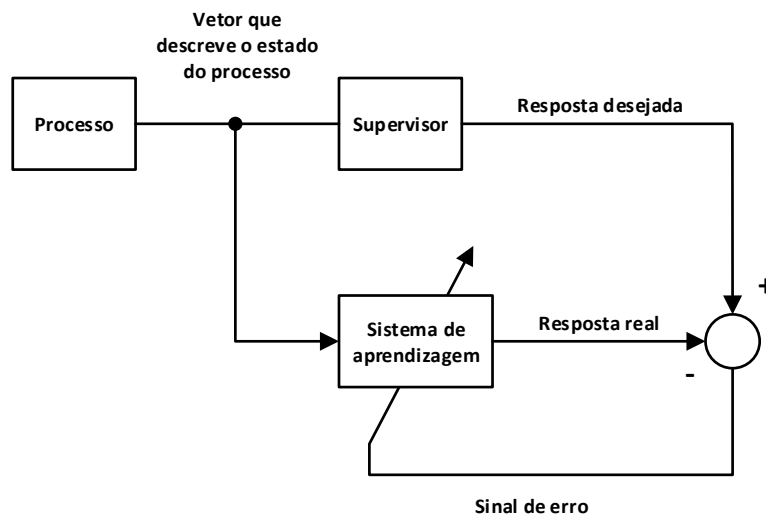 Vetor que
descreve o estado
do processo
Processo
Supervisor
Resposta desejada
+
Sistema de
aprendizagem
Resposta real
-
Sinal de erro